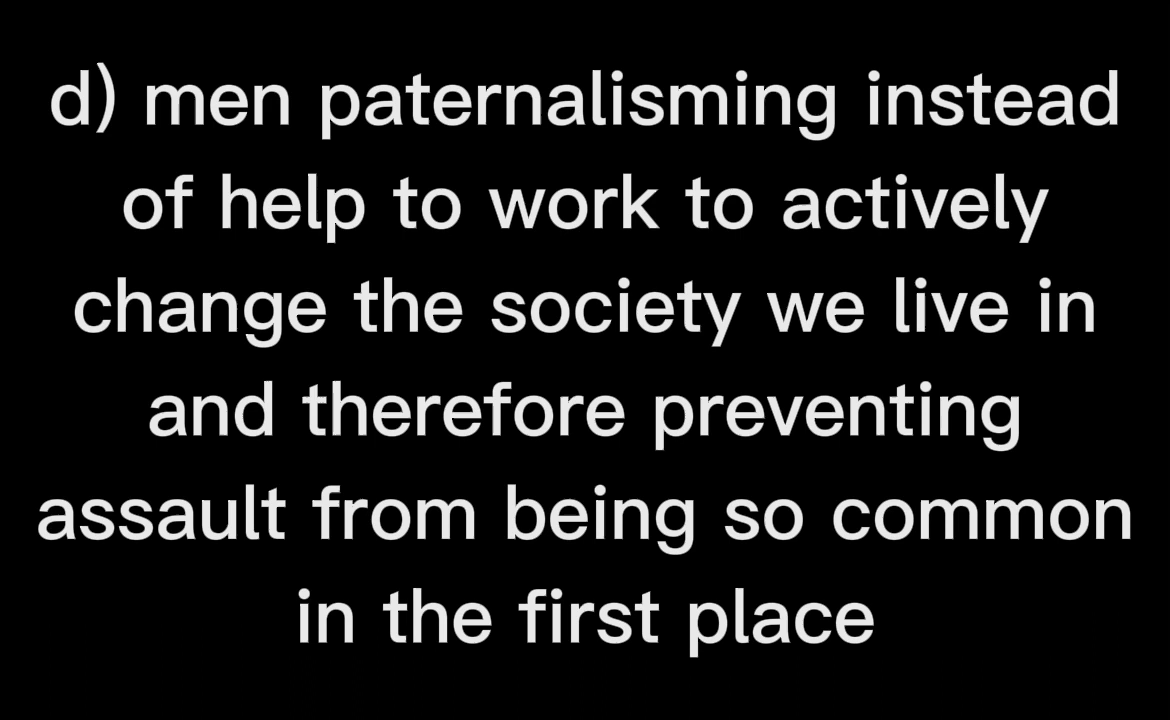 d) men paternalisming instead
of help to work to actively
change the society we live in
and therefore preventing
assault from being so common
in the first place